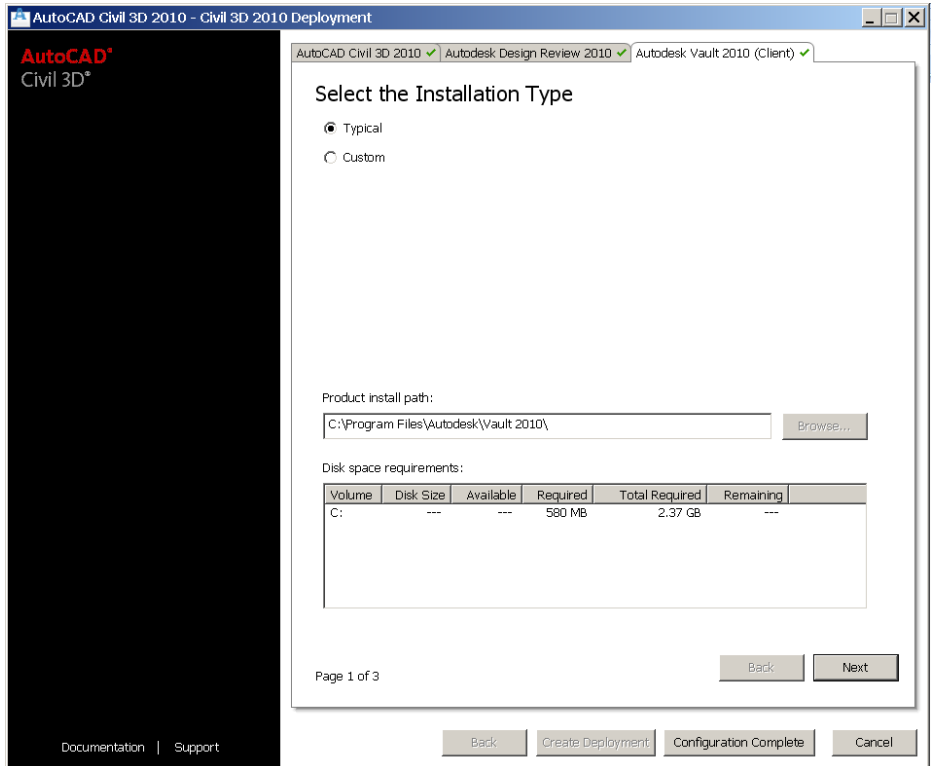 AutoCAD Civil 3D 2010 - Civil 3D 2010 Deployment
AutoCAD®
Civil 3D®
AutoCAD Civil 3D 2010 ✓ Autodesk Design Review 2010 ✓ Autodesk Vault 2010 (Client) ✓
Select the Installation Type
Typical
Custom
Product install path:
C:\Program Files\Autodesk\Vault 2010\ Browse...
Disk space requirements:
Volume Disk Size Available Required Total Required Remaining
C: --- --- 580 MB 2.37 GB ---
Page 1 of 3 Back Next
Documentation | Support Back Create Deployment Configuration Complete Cancel